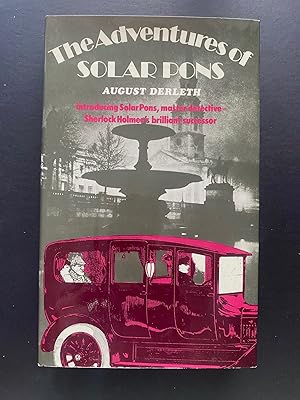 The Adventures of
SOLAR PONS
AUGUST DERLETH
introducing Solar Pons, master detective –
Sherlock Holmes's brilliant successor